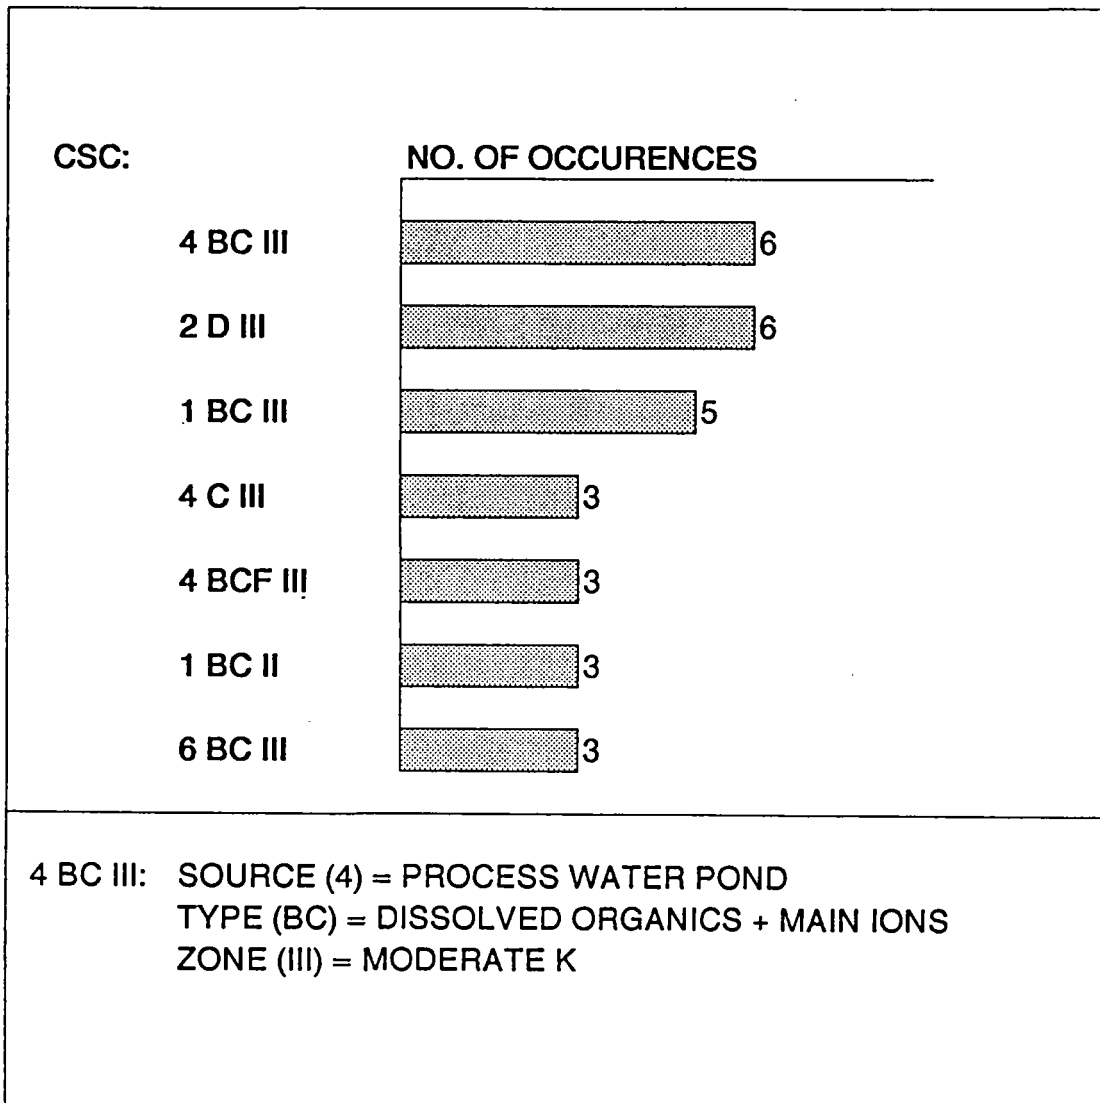 CSC: NO. OF OCCURENCES
4 BC III 6
2 D III 6
1 BC III 5
4 C III 3
4 BCF III 3
1 BC II 3
6 BC III 3
4 BC III: SOURCE (4) = PROCESS WATER POND
TYPE (BC) = DISSOLVED ORGANICS + MAIN IONS
ZONE (III) = MODERATE K